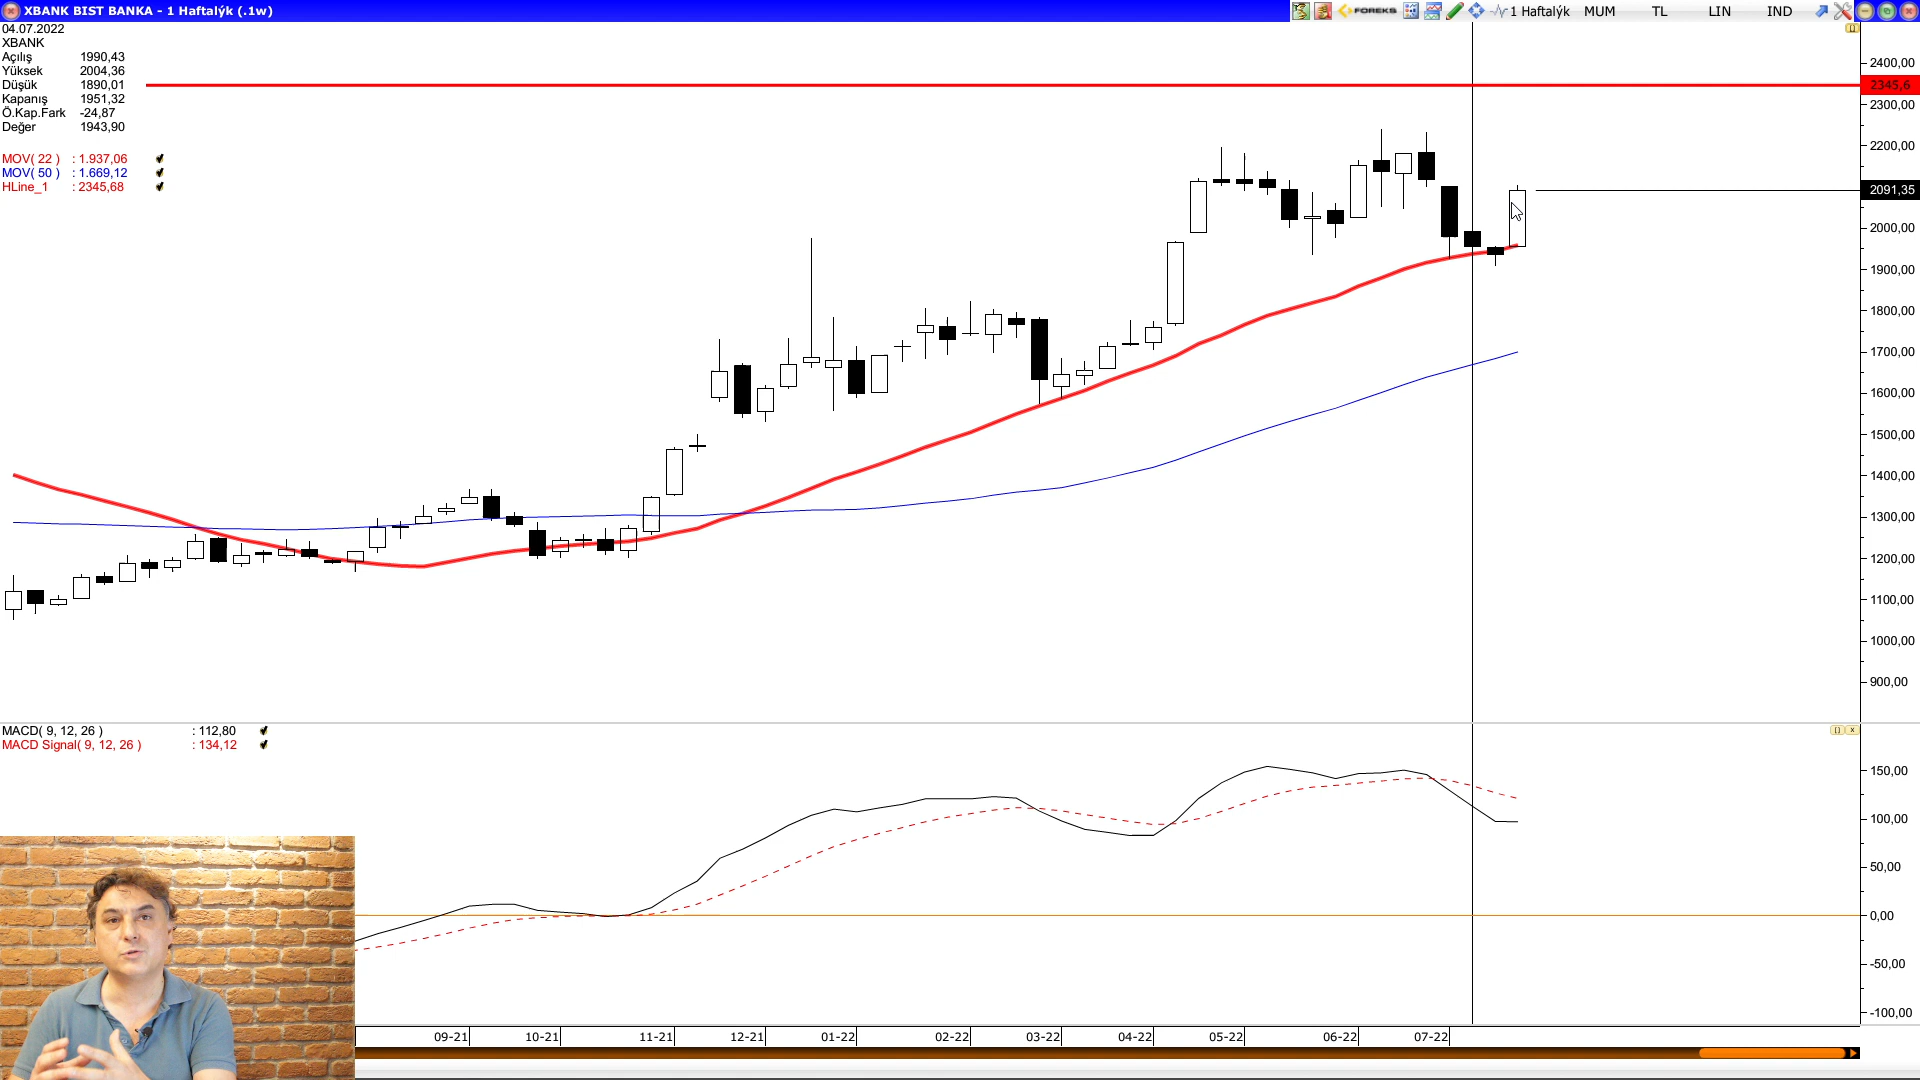 XBANK BIST BANKA - 1 Haftalýk (.1w)
FOREKS 1 Haftalýk MUM TL LIN IND
04.07.2022
XBANK
Açılış 1990,43
Yüksek 2004,36
Düşük 1890,01
Kapanış 1951,32
Ö.Kap.Fark -24,87
Değer 1943,90
MOV( 22 ) : 1.937,06
MOV( 50 ) : 1.669,12
HLine_1 : 2345,68
2400,00
2345,6
2300,00
2200,00
2091,35
2000,00
1900,00
1800,00
1700,00
1600,00
1500,00
1400,00
1300,00
1200,00
1100,00
1000,00
900,00
MACD( 9, 12, 26 ) : 112,80
MACD Signal( 9, 12, 26 ) : 134,12
150,00
100,00
50,00
0,00
-50,00
-100,00
09-21 10-21 11-21 12-21 01-22 02-22 03-22 04-22 05-22 06-22 07-22